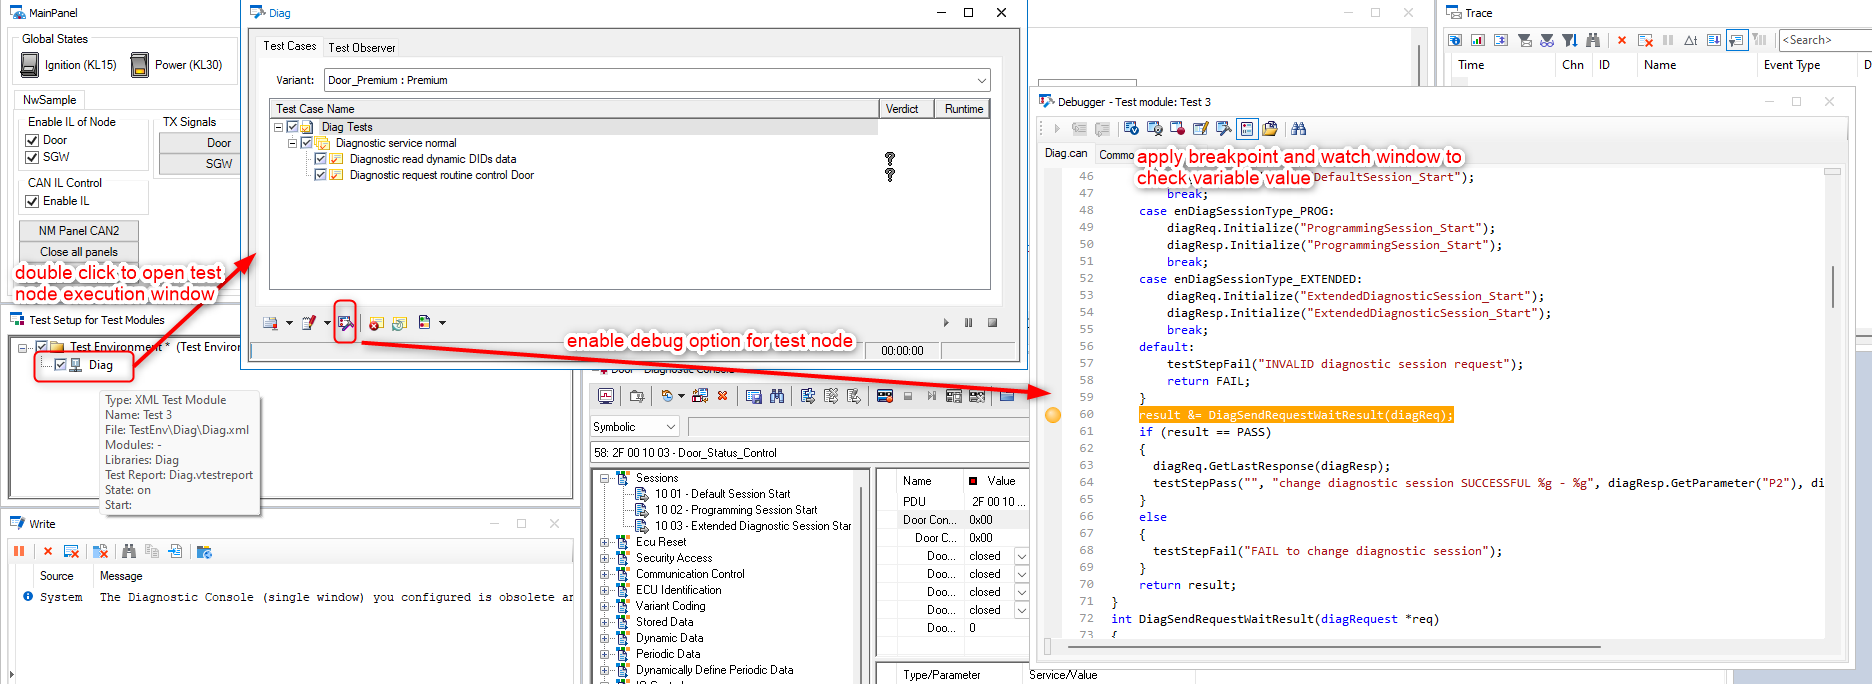 MainPanel
Global States
Ignition (KL15)
Power (KL30)
NwSample
Enable IL of Node
TX Signals
Door
Door
SGW
SGW
CAN IL Control
Enable IL
NM Panel CAN2
Close all panels
double click to open test
node execution window
Test Setup for Test Modules
Test Environment * (Test Enviror
Diag
Type: XML Test Module
Name: Test 3
File: TestEnv\Diag\Diag.xml
Modules: -
Libraries: Diag
Test Report: Diag.vtestreport
State: on
Start:
Write
Source Message
System The Diagnostic Console (single window) you configured is obsolete an
Diag
Test Cases Test Observer
Variant: Door_Premium : Premium
Test Case Name Verdict Runtime
Diag Tests
Diagnostic service normal
Diagnostic read dynamic DIDs data
Diagnostic request routine control Door
enable debug option for test node
00:00:00
Door - Diagnostic Console
Symbolic
58: 2F 00 10 03 - Door_Status_Control
Sessions
10 01 - Default Session Start
10 02 - Programming Session Start
10 03 - Extended Diagnostic Session Star
Ecu Reset
Security Access
Communication Control
ECU Identification
Variant Coding
Stored Data
Dynamic Data
Periodic Data
Dynamically Define Periodic Data
Name Value
PDU 2F 00 10 ...
Door Con... 0x00
Door C... 0x00
Doo... closed
Doo... closed
Doo... closed
Doo... closed
Doo... 0
Type/Parameter Service/Value
Trace
<Search>
Time Chn ID Name Event Type D
Debugger - Test module: Test 3
Diag.can Commo
apply breakpoint and watch window to
check variable value
46 DefaultSession_Start");
47 break;
48 case enDiagSessionType_PROG:
49 diagReq.Initialize("ProgrammingSession_Start");
50 diagResp.Initialize("ProgrammingSession_Start");
51 break;
52 case enDiagSessionType_EXTENDED:
53 diagReq.Initialize("ExtendedDiagnosticSession_Start");
54 diagResp.Initialize("ExtendedDiagnosticSession_Start");
55 break;
56 default:
57 testStepFail("INVALID diagnostic session request");
58 return FAIL;
59 }
60 result &= DiagSendRequestWaitResult(diagReq);
61 if (result == PASS)
62 {
63 diagReq.GetLastResponse(diagResp);
64 testStepPass("", "change diagnostic session SUCCESSFUL %g - %g", diagResp.GetParameter("P2"), di
65 }
66 else
67 {
68 testStepFail("FAIL to change diagnostic session");
69 }
70 return result;
71 }
72 int DiagSendRequestWaitResult(diagRequest *req)
73 {